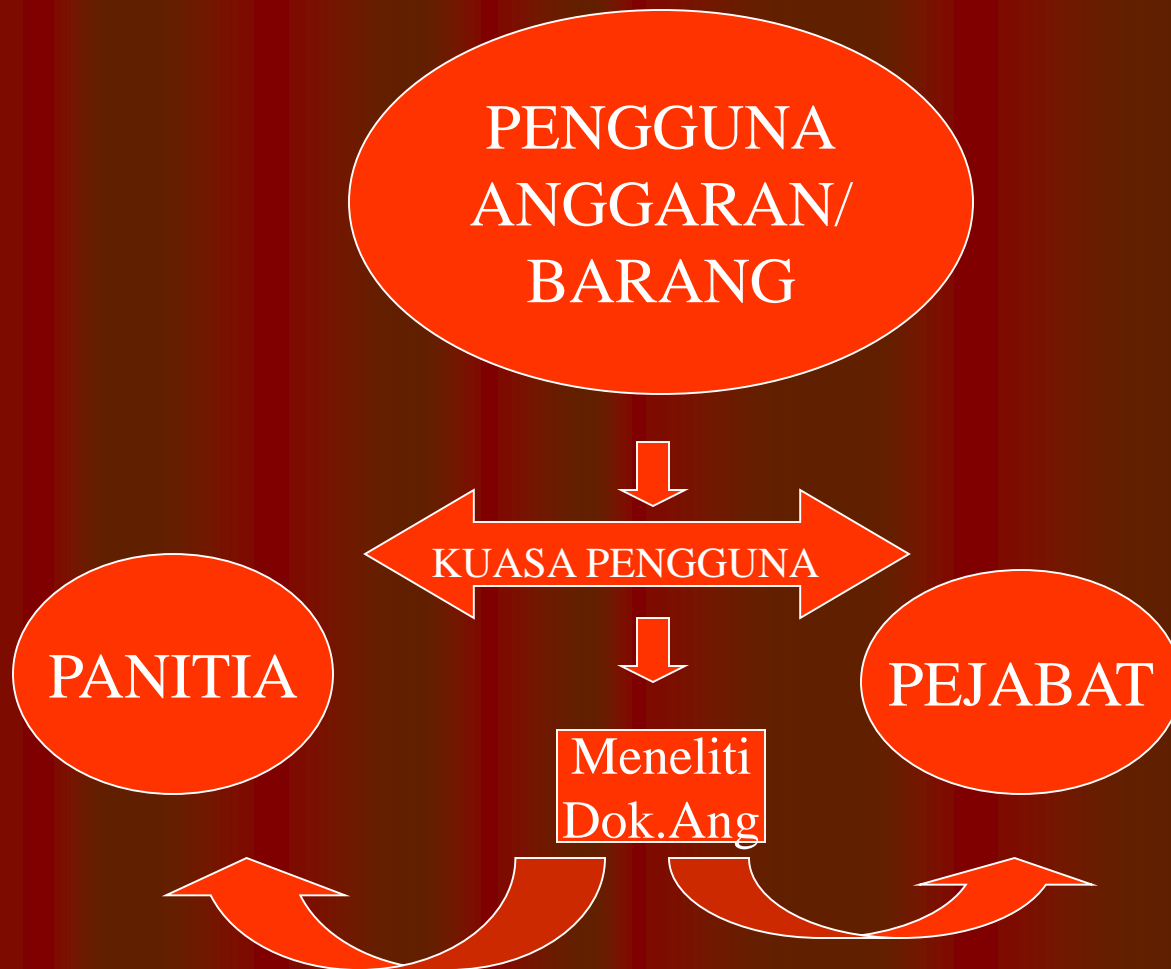 PENGGUNA
ANGGARAN/
BARANG
KUASA PENGGUNA
PANITIA
PEJABAT
Meneliti
Dok.Ang